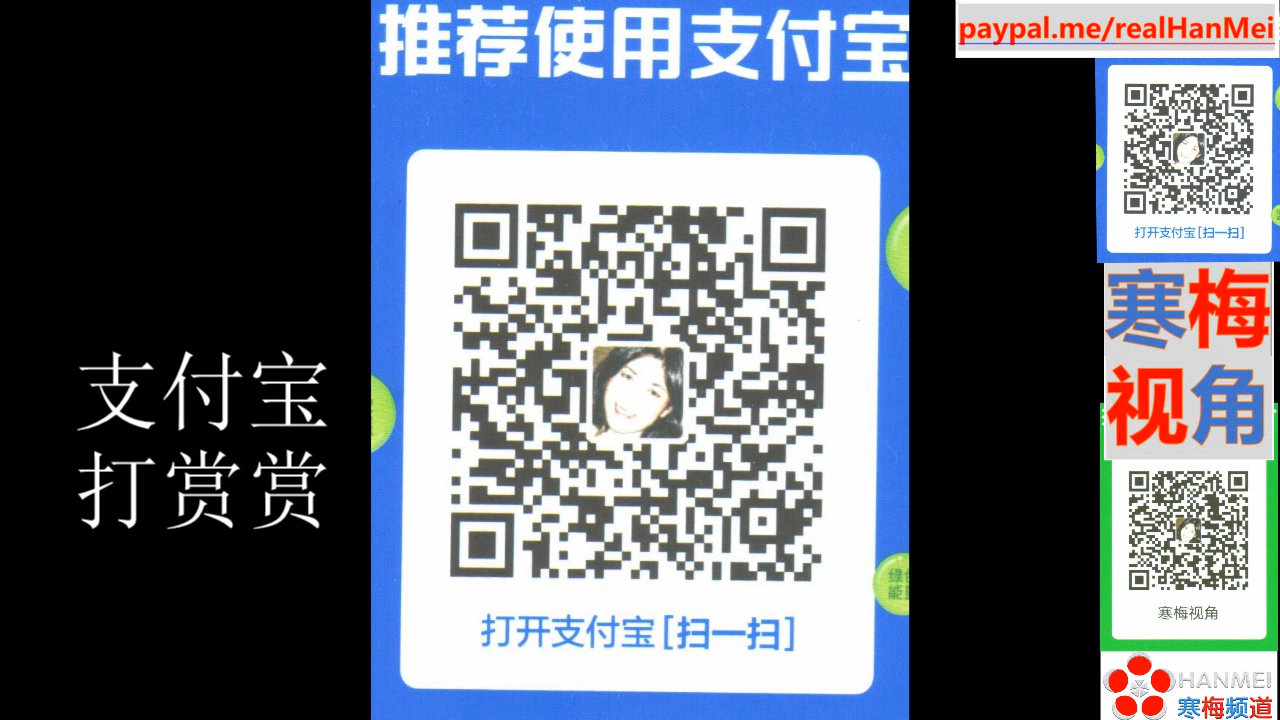 推荐使用支付宝
打开支付宝[扫一扫]
支付宝
打赏赏
paypal.me/realHanMei
打开支付宝[扫一扫]
寒梅
视角
寒梅视角
HANMEI
寒梅频道